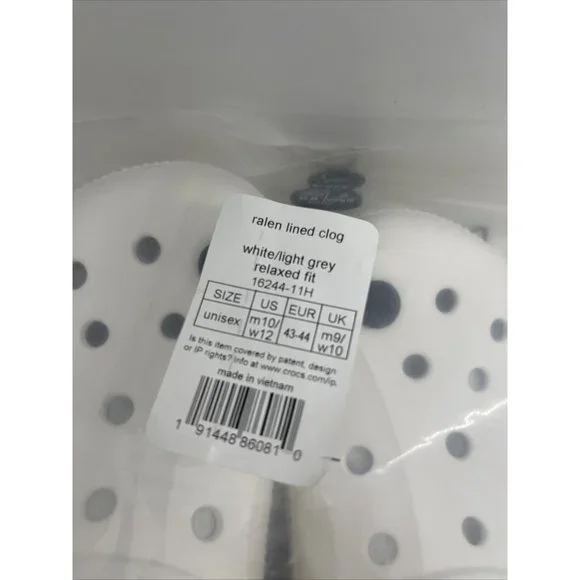 ralen lined clog
white/light grey
relaxed fit
16244-11H
SIZE US EUR UK
unisex m10/ w12 43-44 m9/ w10
Is this item covered by patent, design
or IP rights? Info at www.crocs.com/ip.
made in vietnam
1 91448 86081 0